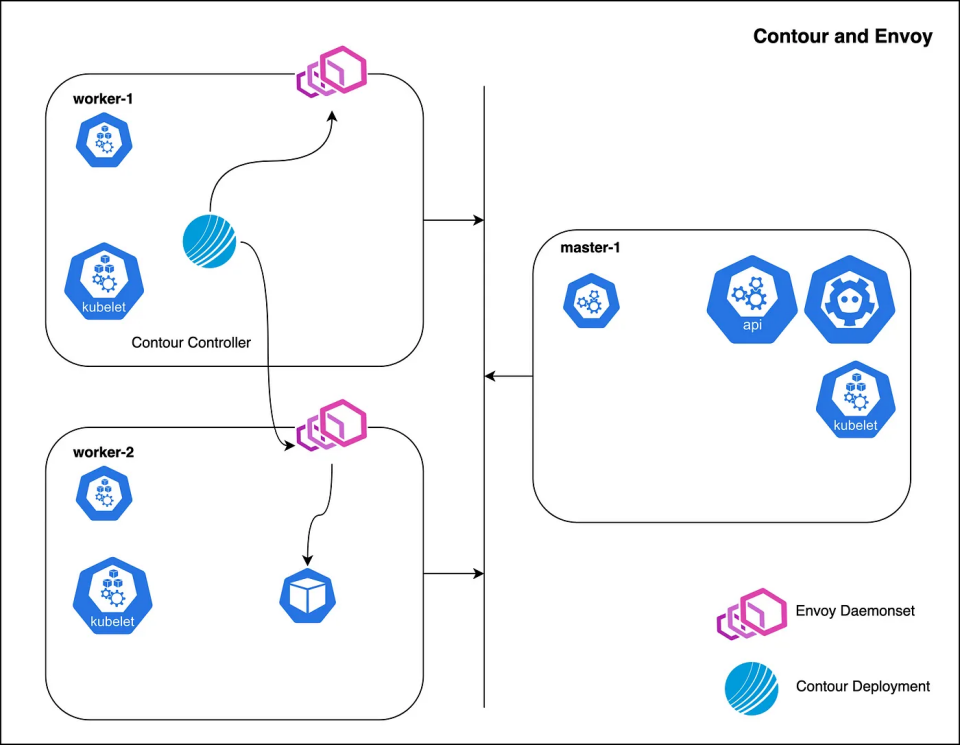 Contour and Envoy
worker-1
kubelet
Contour Controller
master-1
api
kubelet
worker-2
kubelet
Envoy Daemonset
Contour Deployment